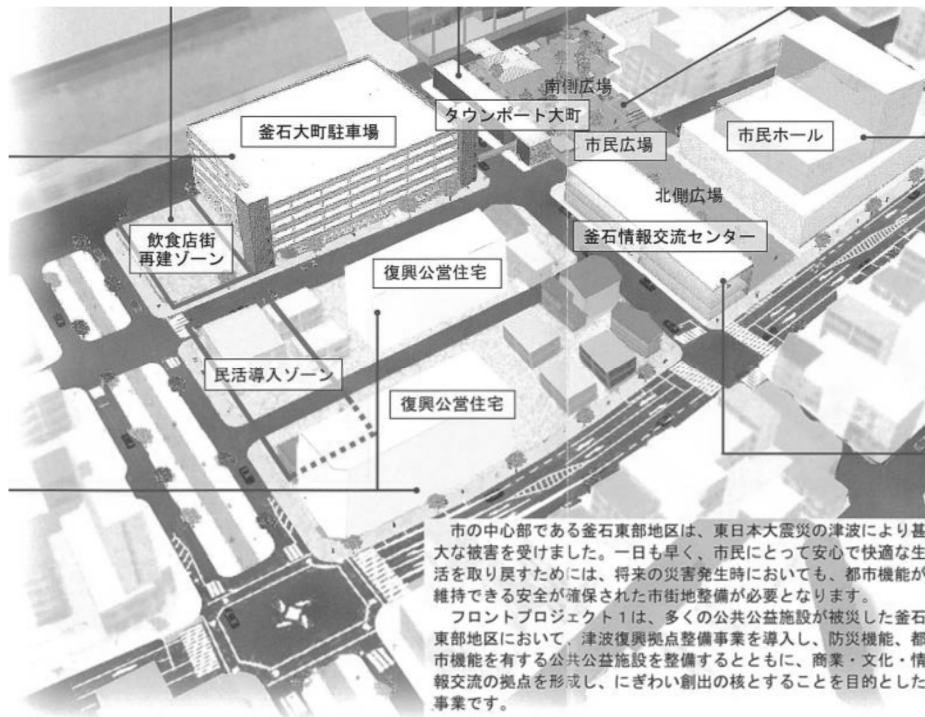 南側広場
タウンポート大町
釜石大町駐車場
市民広場
市民ホール
北側広場
飲食店街
再建ゾーン
釜石情報交流センター
復興公営住宅
民活導入ゾーン
復興公営住宅
市の中心部である釜石東部地区は、東日本大震災の津波により甚
大な被害を受けました。一日も早く、市民にとって安心で快適な生
活を取り戻すためには、将来の災害発生時においても、都市機能が
維持できる安全が確保された市街地整備が必要となります。
フロントプロジェクト1は、多くの公共公益施設が被災した釜石
東部地区において、津波復興拠点整備事業を導入し、防災機能、都
市機能を有する公共公益施設を整備するとともに、商業・文化・情
報交流の拠点を形成し、にぎわい創出の核とすることを目的とした
事業です。